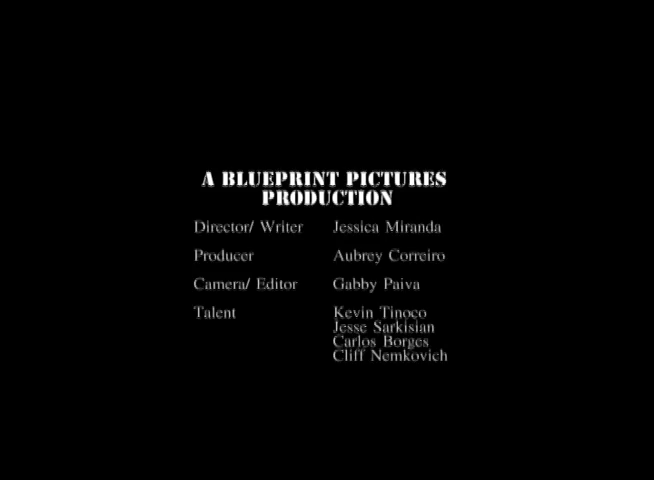 A BLUEPRINT PICTURES
PRODUCTION
Director/ Writer Jessica Miranda
Producer Aubrey Correiro
Camera/ Editor Gabby Paiva
Talent Kevin Tinoco
Jesse Sarkisian
Carlos Borges
Cliff Nemkovich